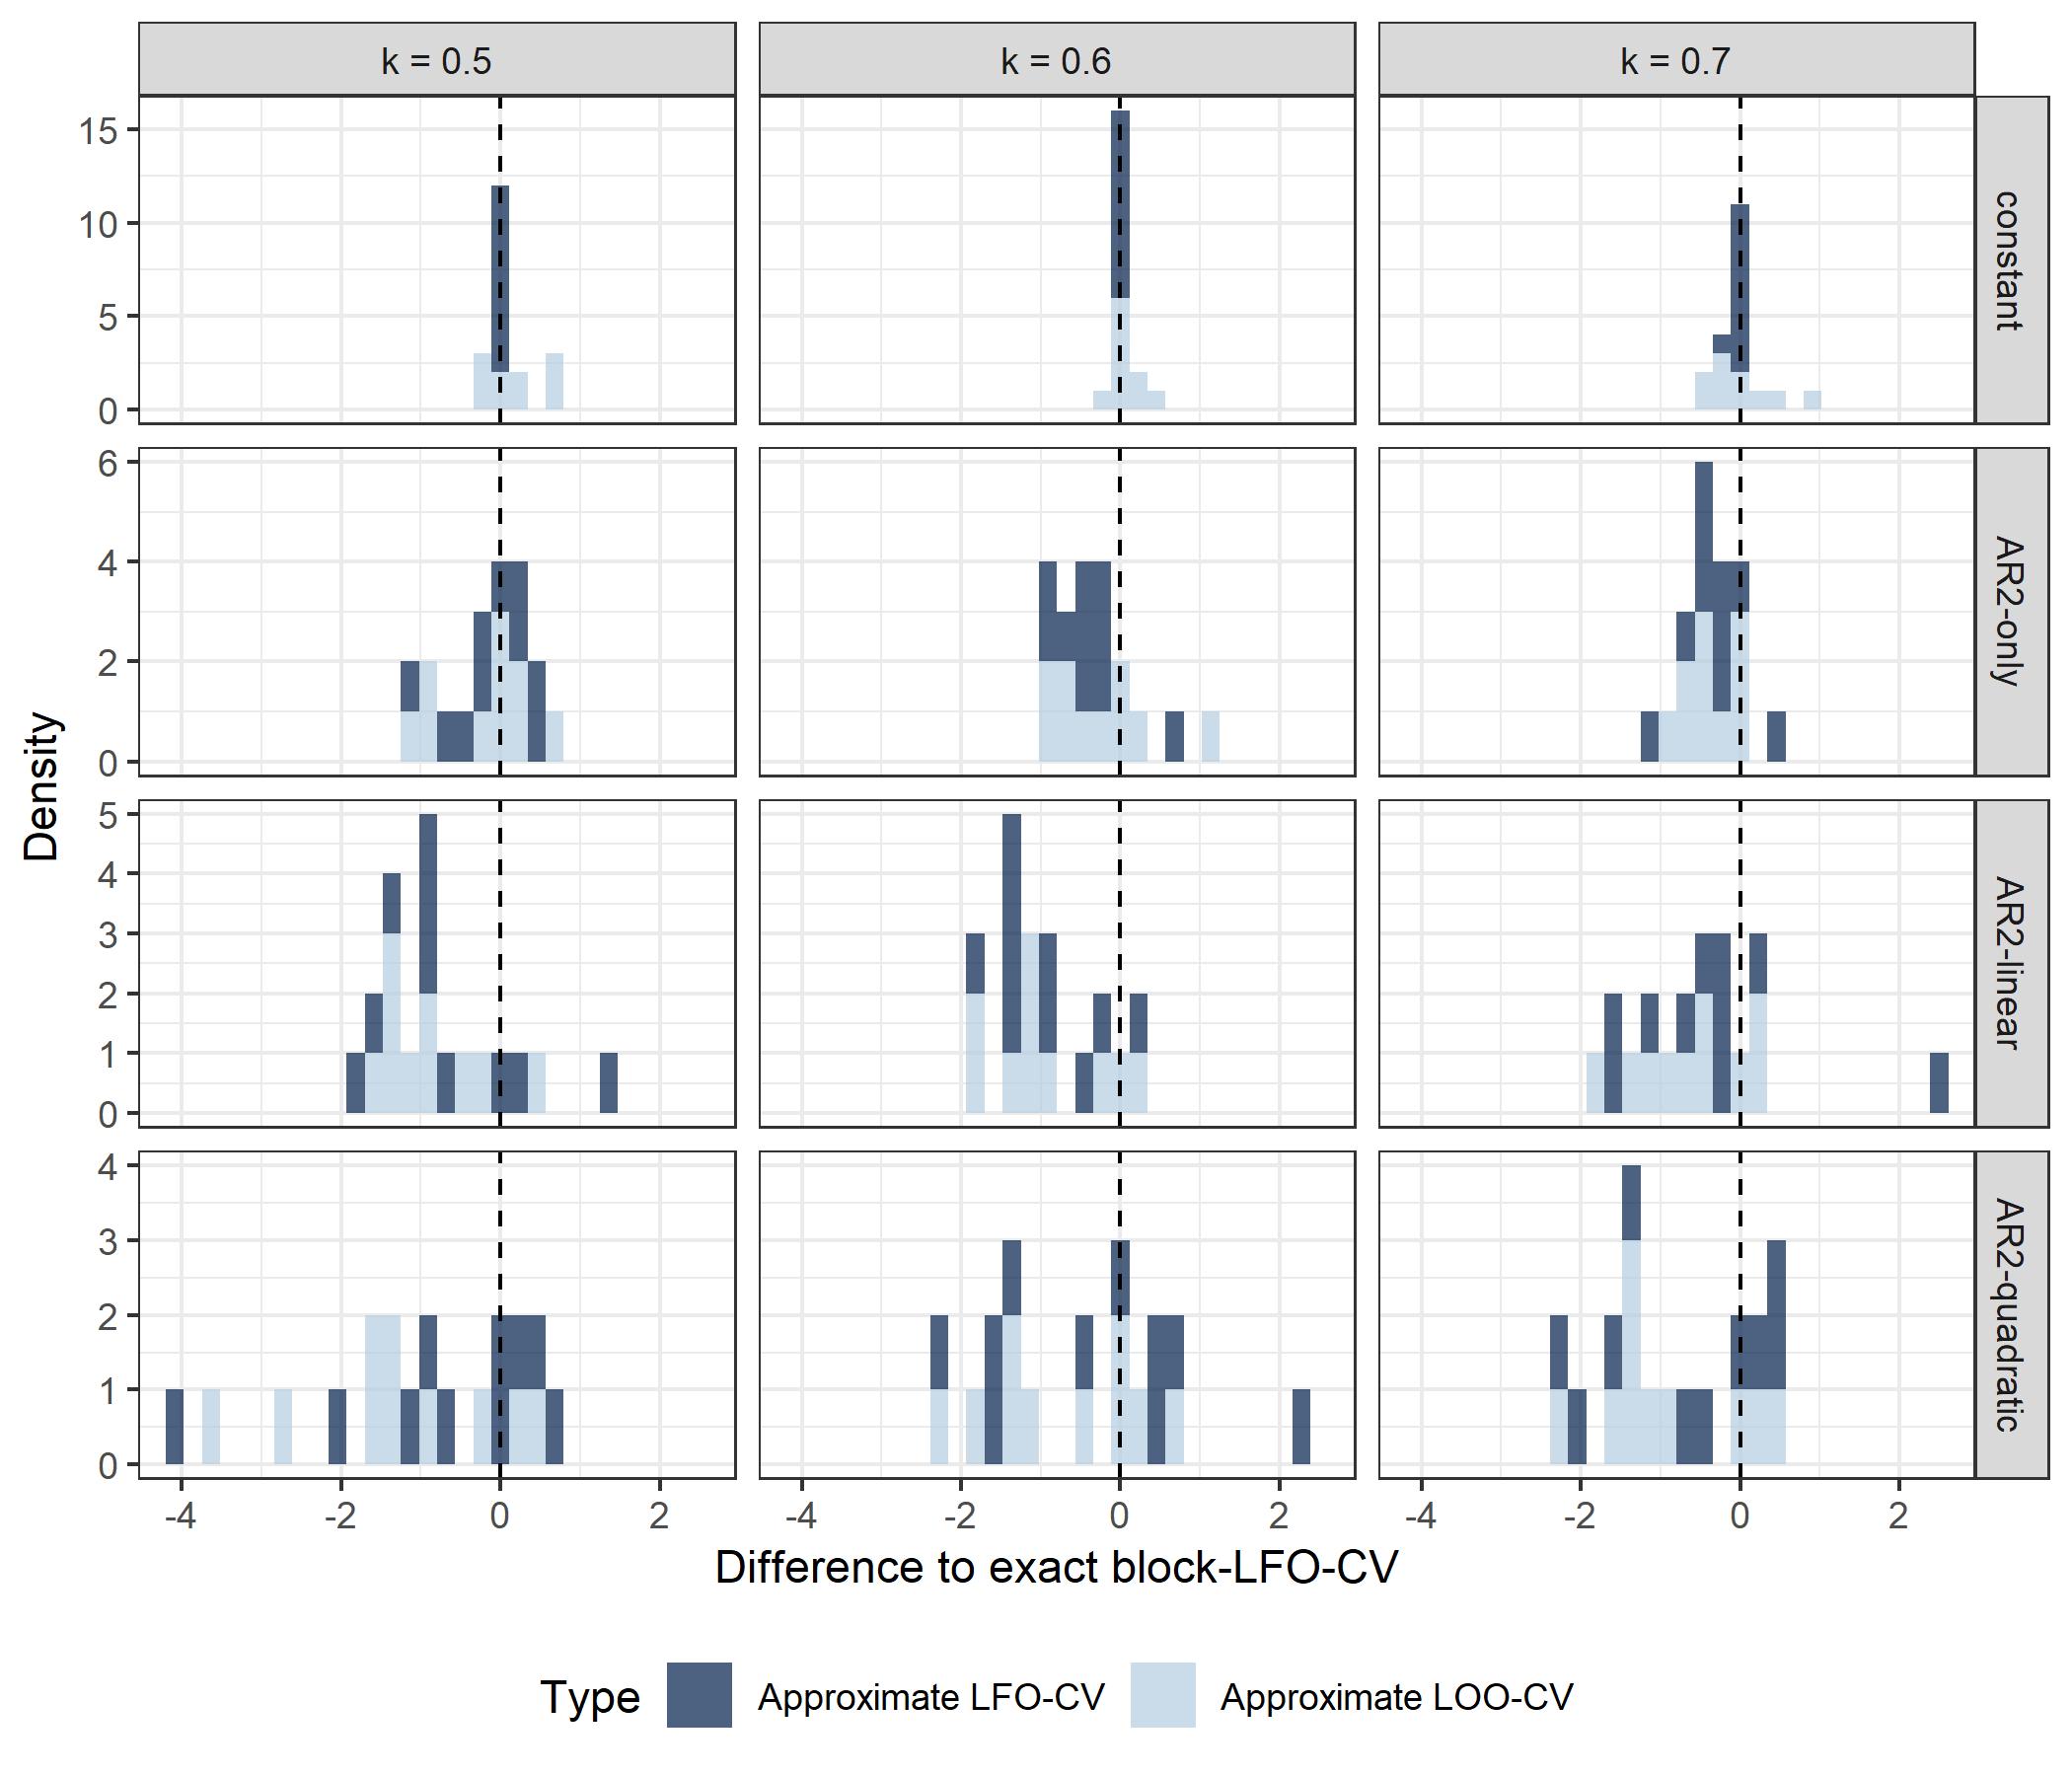 k = 0.5
k = 0.6
k = 0.7
15
10
5
0
constant
6
4
2
0
AR2-only
Density
5
4
3
2
1
0
AR2-linear
4
3
2
1
0
AR2-quadratic
-4 -2 0 2
-4 -2 0 2
-4 -2 0 2
Difference to exact block-LFO-CV
Type Approximate LFO-CV Approximate LOO-CV